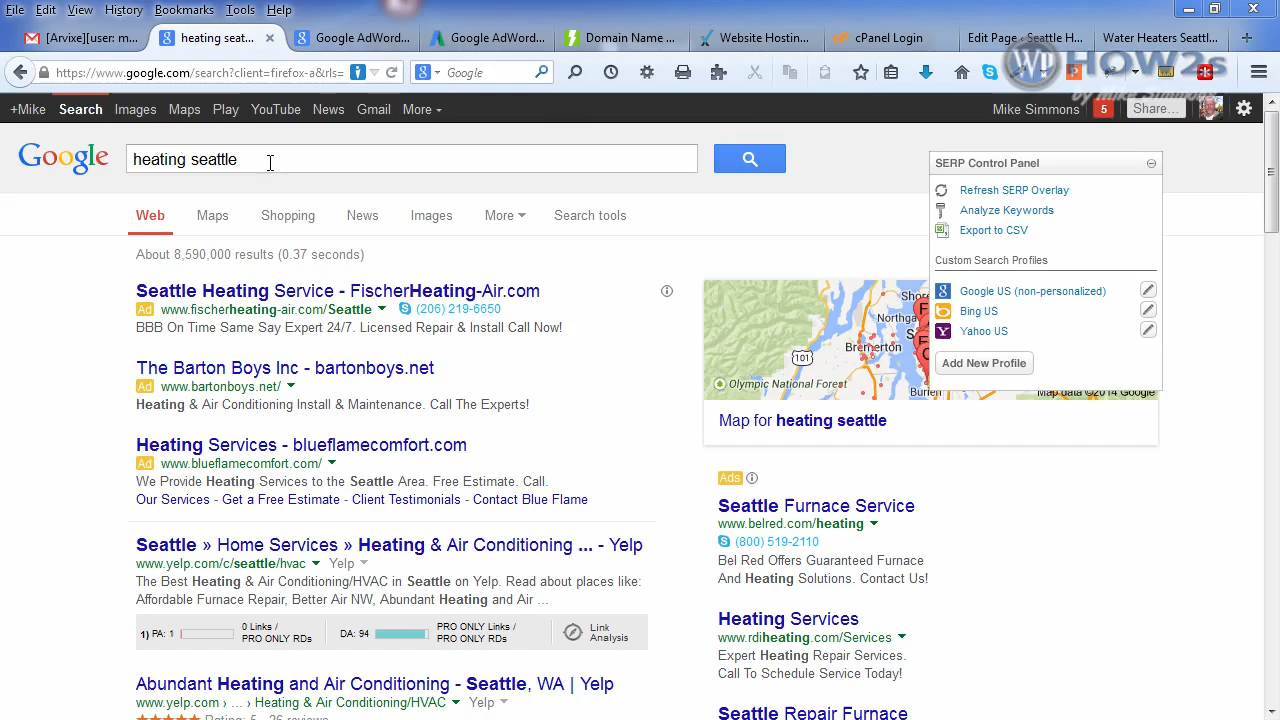 File Edit View History Bookmarks Tools Help
[Arvixe][user: m...
heating seat...
Google AdWord...
Google AdWord...
Domain Name ...
Website Hostin...
cPanel Login
Edit Page ‹ Seattle H...
Water Heaters Seattl...
https://www.google.com/search?client=firefox-a&rls=
Google
WP HOW2s
by Mike Simmons
+Mike Search Images Maps Play YouTube News Gmail More
Mike Simmons 5 Share...
Google
heating seattle
Web Maps Shopping News Images More Search tools
About 8,590,000 results (0.37 seconds)
Seattle Heating Service - FischerHeating-Air.com
Ad www.fischerheating-air.com/Seattle (206) 219-6650
BBB On Time Same Say Expert 24/7. Licensed Repair & Install Call Now!
The Barton Boys Inc - bartonboys.net
Ad www.bartonboys.net/
Heating & AirConditioning Install & Maintenance. Call The Experts!
Heating Services - blueflamecomfort.com
Ad www.blueflamecomfort.com/
We Provide Heating Services to the Seattle Area. Free Estimate. Call.
Our Services - Get a Free Estimate - Client Testimonials - Contact Blue Flame
Seattle » Home Services » Heating & Air Conditioning ... - Yelp
www.yelp.com/c/seattle/hvac Yelp
The Best Heating & Air Conditioning/HVAC in Seattle on Yelp. Read about places like:
Affordable Furnace Repair, Better Air NW, Abundant Heating and Air ...
1) PA: 1
0 Links /
PRO ONLY RDs
DA: 94
PRO ONLY Links /
PRO ONLY RDs
Link
Analysis
Abundant Heating and Air Conditioning - Seattle, WA | Yelp
www.yelp.com › ... › Heating & Air Conditioning/HVAC Yelp
Rating: 5 - 26 reviews
SERP Control Panel
Refresh SERP Overlay
Analyze Keywords
Export to CSV
Custom Search Profiles
Google US (non-personalized)
Bing US
Yahoo US
Add New Profile
Shore
Northga
101
Bremerton
Olympic National Forest
Burien
Map data ©2014 Google
Map for heating seattle
Ads
Seattle Furnace Service
www.belred.com/heating
(800) 519-2110
Bel Red Offers Guaranteed Furnace
And Heating Solutions. Contact Us!
Heating Services
www.rdiheating.com/Services
Expert Heating Repair Services.
Call To Schedule Service Today!
Seattle Repair Furnace